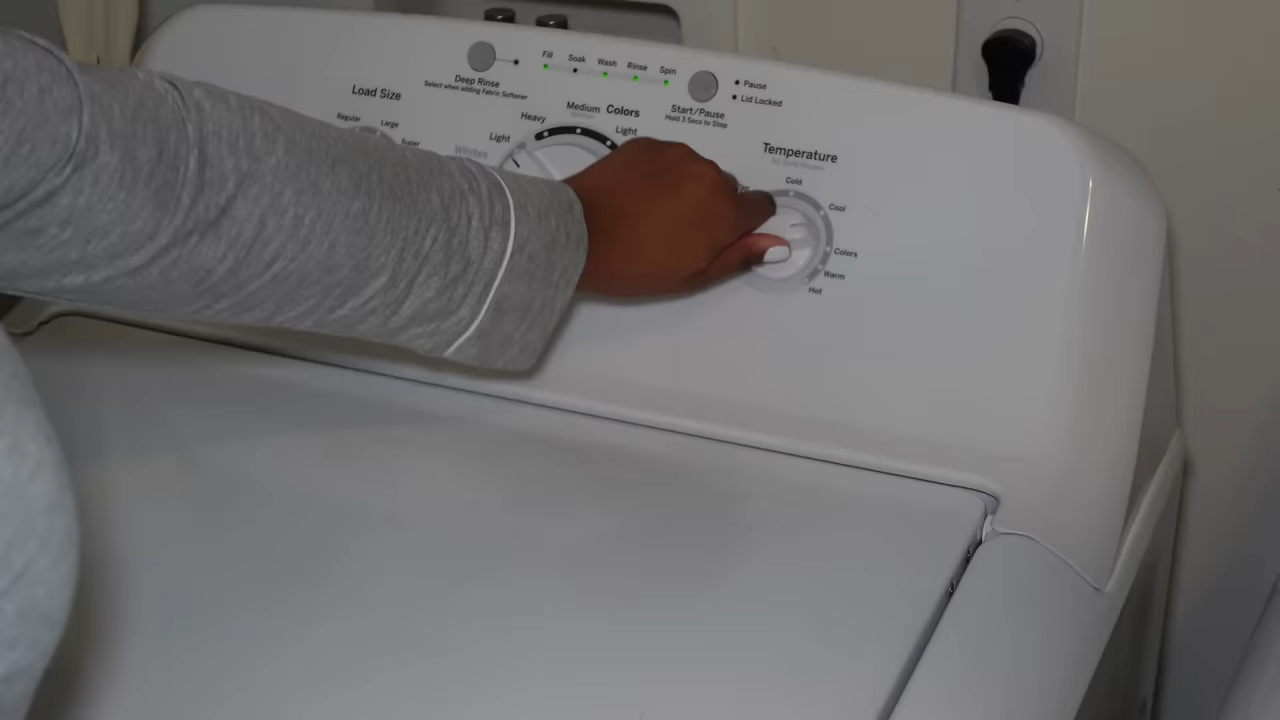 Fill
Soak
Wash
Rinse
Spin
Deep Rinse
Select when adding Fabric Softener
Start/Pause
Hold 3 Secs to Stop
Pause
Lid Locked
Load Size
Regular
Large
Super
Whites
Light
Heavy
Medium
Colors
Light
Temperature
Cold
Cool
Colors
Warm
Hot